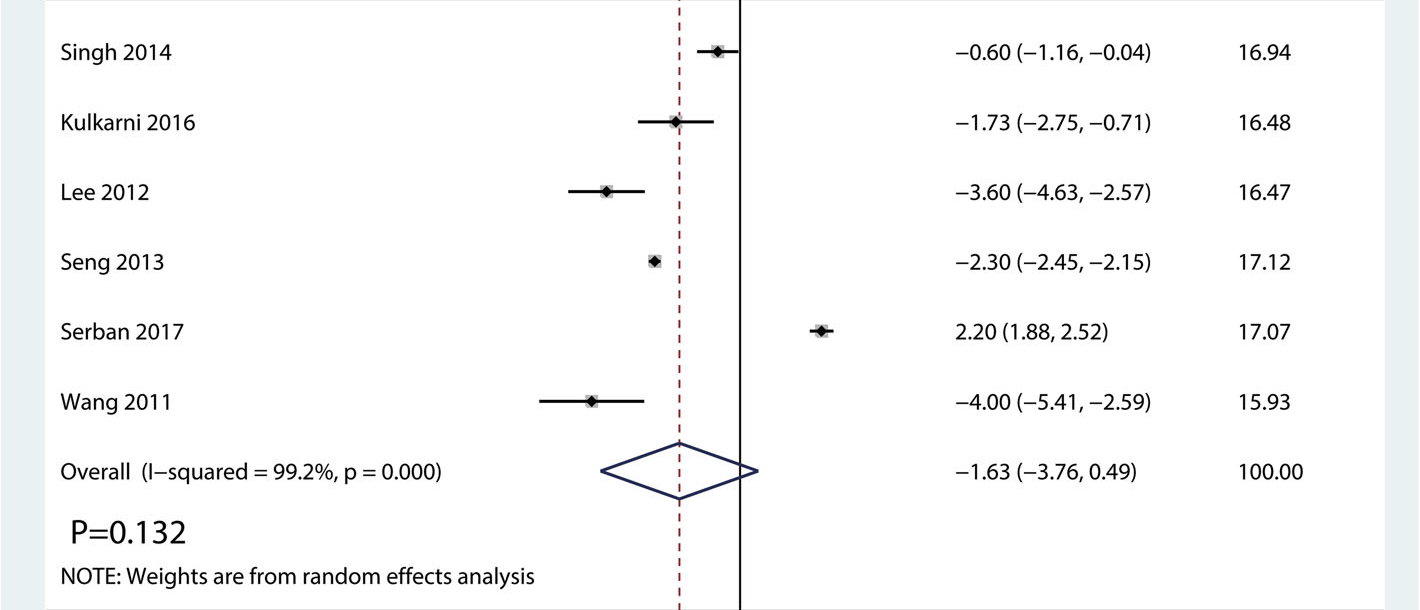 Singh 2014 −0.60 (−1.16, −0.04) 16.94
Kulkarni 2016 −1.73 (−2.75, −0.71) 16.48
Lee 2012 −3.60 (−4.63, −2.57) 16.47
Seng 2013 −2.30 (−2.45, −2.15) 17.12
Serban 2017 2.20 (1.88, 2.52) 17.07
Wang 2011 −4.00 (−5.41, −2.59) 15.93
Overall (I−squared = 99.2%, p = 0.000) −1.63 (−3.76, 0.49) 100.00
P=0.132
NOTE: Weights are from random effects analysis